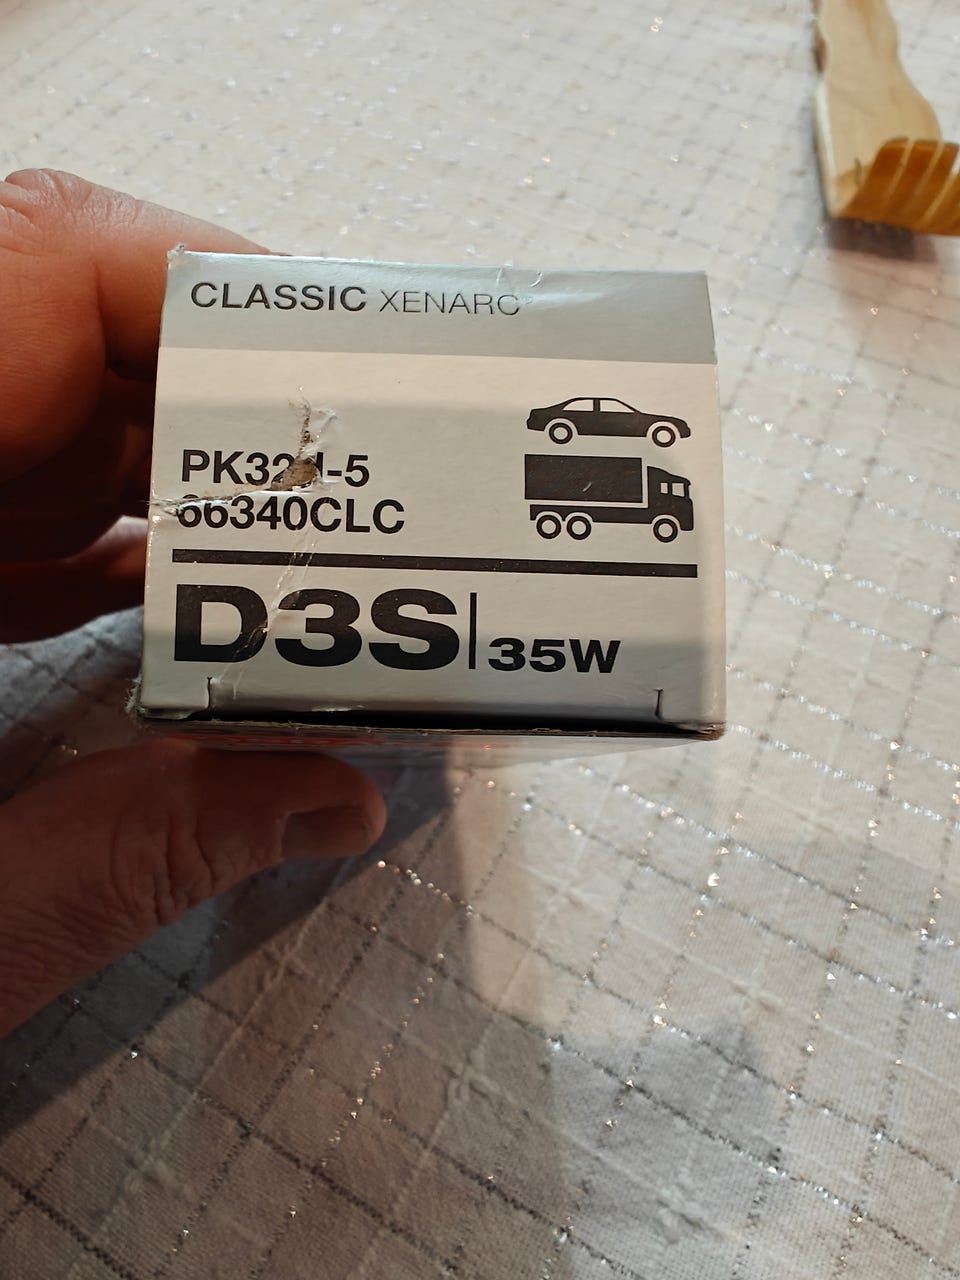 CLASSIC XENARC®
66340CLC
D3S 35W